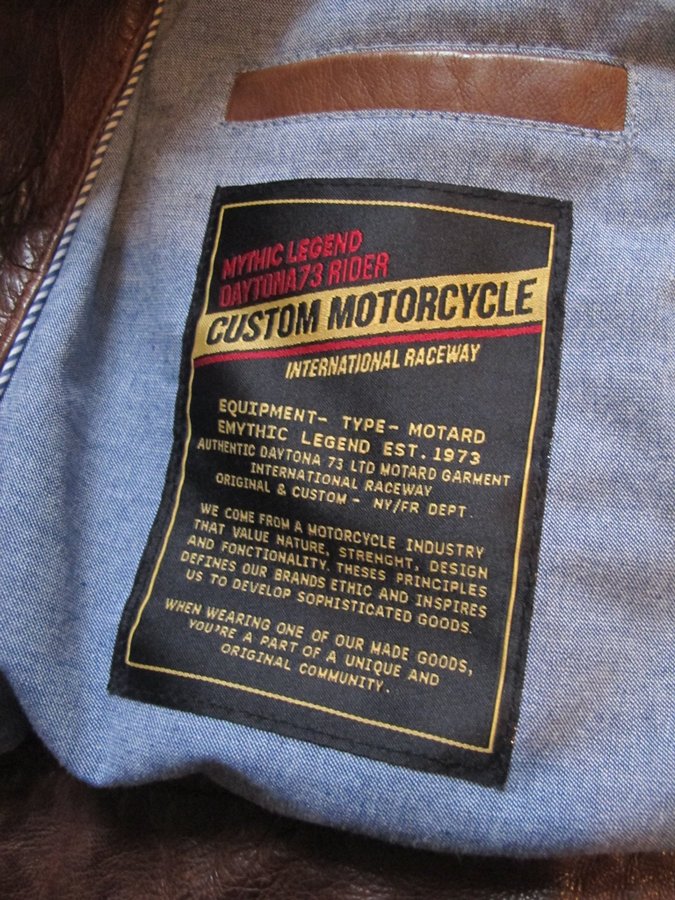 MYTHIC LEGEND
DAYTONA73 RIDER
CUSTOM MOTORCYCLE
INTERNATIONAL RACEWAY
EQUIPMENT- TYPE- MOTARD
EMYTHIC LEGEND EST.1973
AUTHENTIC DAYTONA 73 LTD MOTARD GARMENT
INTERNATIONAL RACEWAY
ORIGINAL & CUSTOM - NY/FR DEPT.
WE COME FROM A MOTORCYCLE INDUSTRY
THAT VALUE NATURE, STRENGHT, DESIGN
AND FONCTIONALITY. THESES PRINCIPLES
DEFINES OUR BRANDS ETHIC AND INSPIRES
US TO DEVELOP SOPHISTICATED GOODS.
WHEN WEARING ONE OF OUR MADE GOODS,
YOU'RE A PART OF A UNIQUE AND
ORIGINAL COMMUNITY.